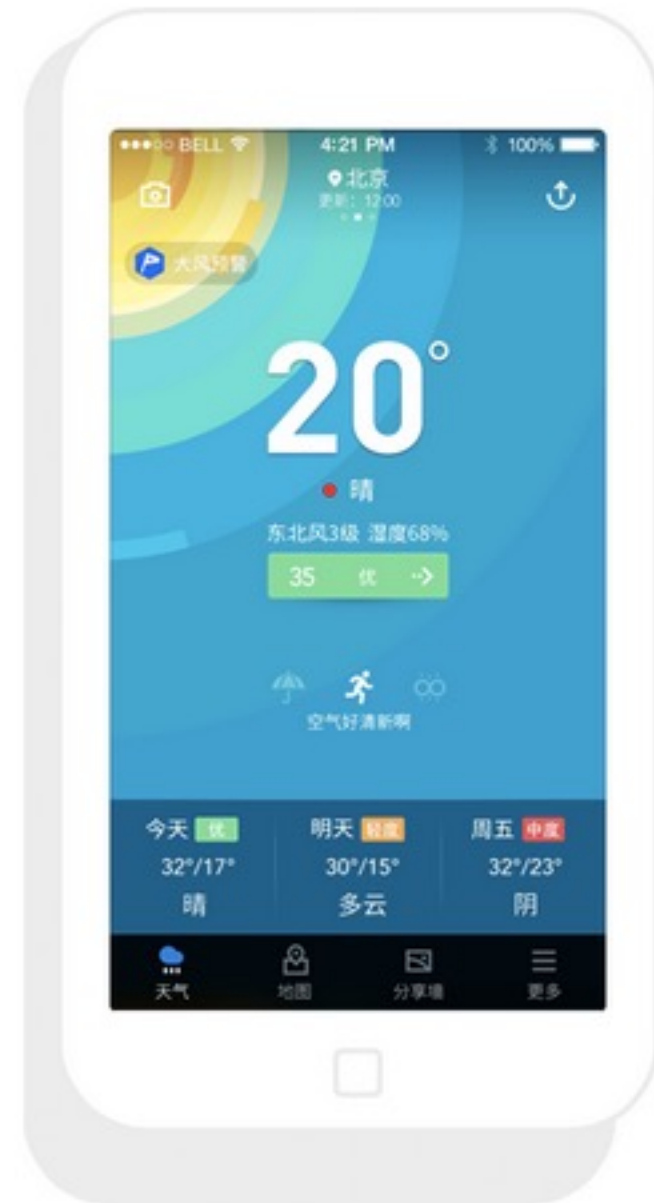 BELL 4:21 PM 100%
北京
更新：12:00
大风预警
20°
晴
东北风3级 湿度68%
35 优
空气好清新啊
今天 优 明天 轻度 周五 中度
32°/17° 30°/15° 32°/23°
晴 多云 阴
天气 地图 分享墙 更多